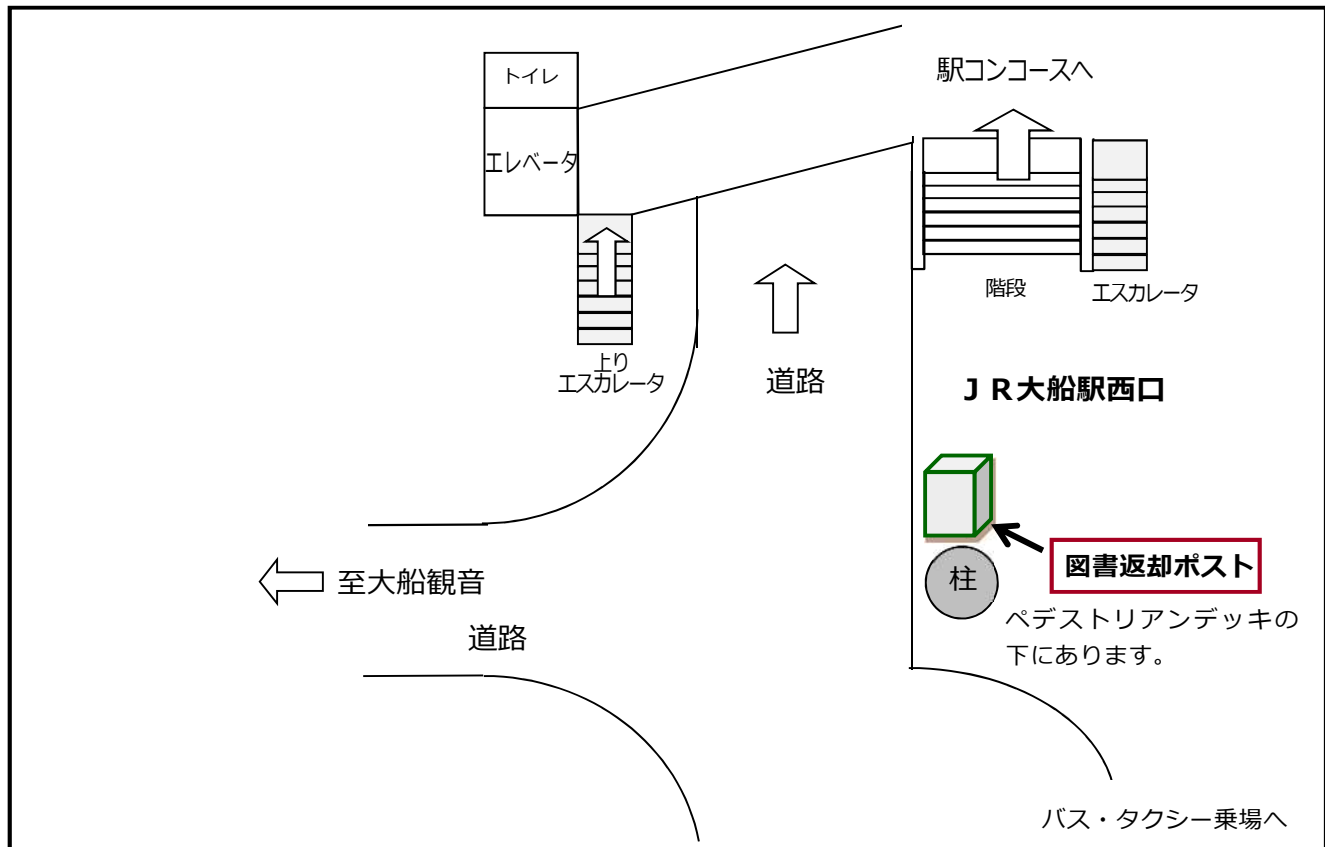 トイレ
駅コンコースへ
エレベータ
階段
エスカレータ
上り
エスカレータ
道路
ＪＲ大船駅西口
図書返却ポスト
柱
至大船観音
ペデストリアンデッキの
下にあります。
道路
バス・タクシー乗場へ